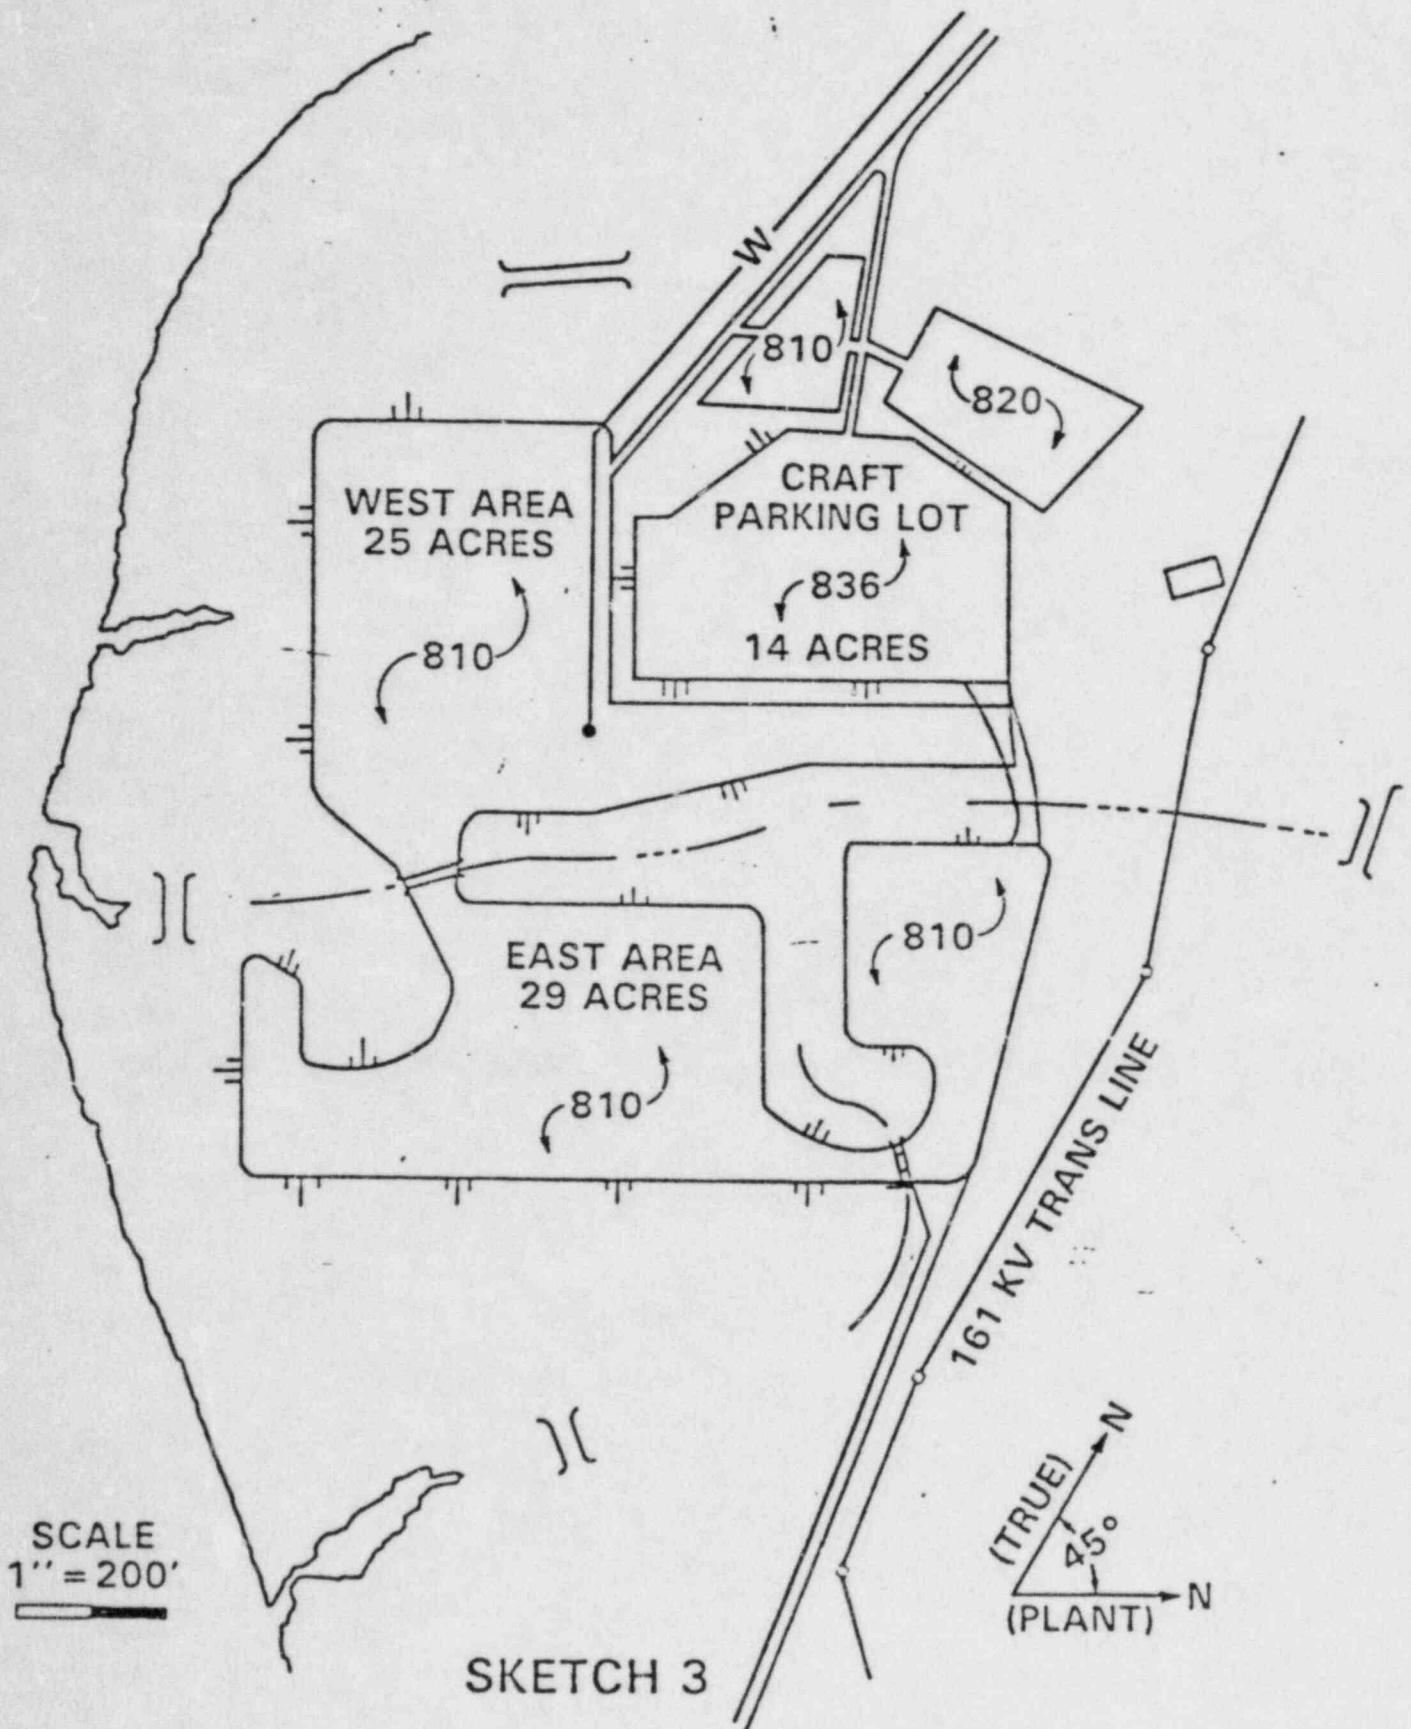 W
810
820
CRAFT
PARKING LOT
836
14 ACRES
WEST AREA
25 ACRES
810
810
EAST AREA
29 ACRES
810
161 KV TRANS LINE
N
(TRUE)
45°
N
(PLANT)
SCALE
1'' = 200'
SKETCH 3